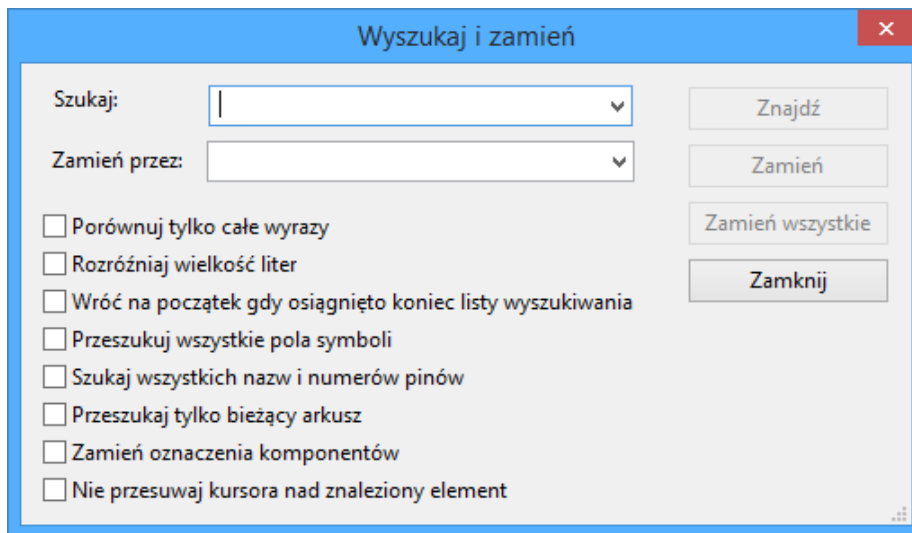 Wyszukaj i zamień
Szukaj:
Znajdź
Zamień przez:
Zamień
Zamień wszystkie
Zamknij
Porównuj tylko całe wyrazy
Rozróźniaj wielkość liter
Wróć na początek gdy osiągnięto koniec listy wyszukiwania
Przeszukuj wszystkie pola symboli
Szukaj wszystkich nazw i numerów pinów
Przeszukaj tylko bieżący arkusz
Zamień oznaczenia komponentów
Nie przesuwaj kursora nad znaleziony element